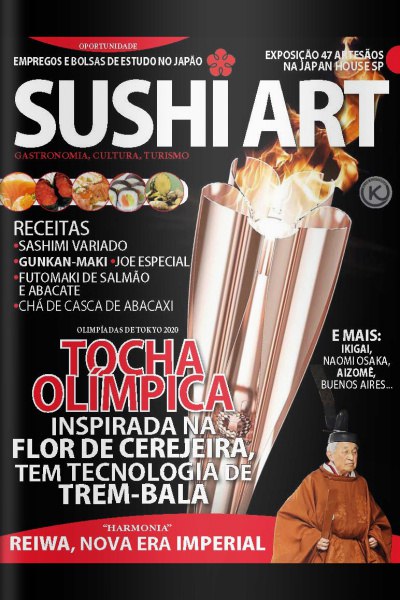 OPORTUNIDADE
EMPREGOS E BOLSAS DE ESTUDO NO JAPÃO
EXPOSIÇÃO 47 ARTESÃOS
NA JAPAN HOUSE SP
SUSHI ART
GASTRONOMIA, CULTURA, TURISMO
K
RECEITAS
•SASHIMI VARIADO
•GUNKAN-MAKI •JOE ESPECIAL
•FUTOMAKI DE SALMÃO
E ABACATE
•CHÁ DE CASCA DE ABACAXI
OLIMPÍADAS DE TOKYO 2020
TOCHA
OLÍMPICA
INSPIRADA NA
FLOR DE CEREJEIRA,
TEM TECNOLOGIA DE
TREM-BALA
E MAIS:
IKIGAI,
NAOMI OSAKA,
AIZOMÊ,
BUENOS AIRES...
"HARMONIA"
REIWA, NOVA ERA IMPERIAL